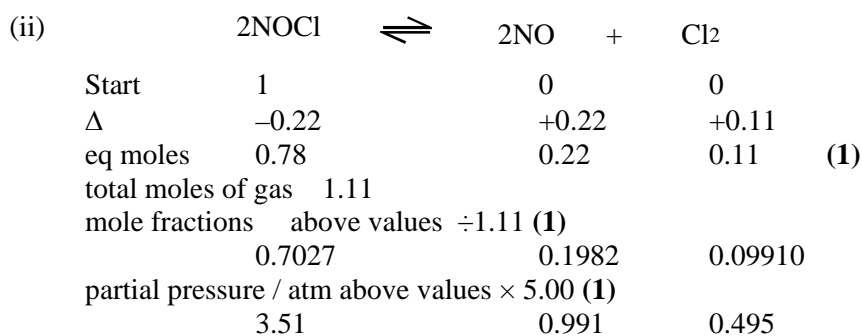 (ii) 2NOCl ⇌ 2NO + Cl2
Start 1 0 0
Δ –0.22 +0.22 +0.11
eq moles 0.78 0.22 0.11 (1)
total moles of gas 1.11
mole fractions above values ÷1.11 (1)
0.7027 0.1982 0.09910
partial pressure / atm above values × 5.00 (1)
3.51 0.991 0.495